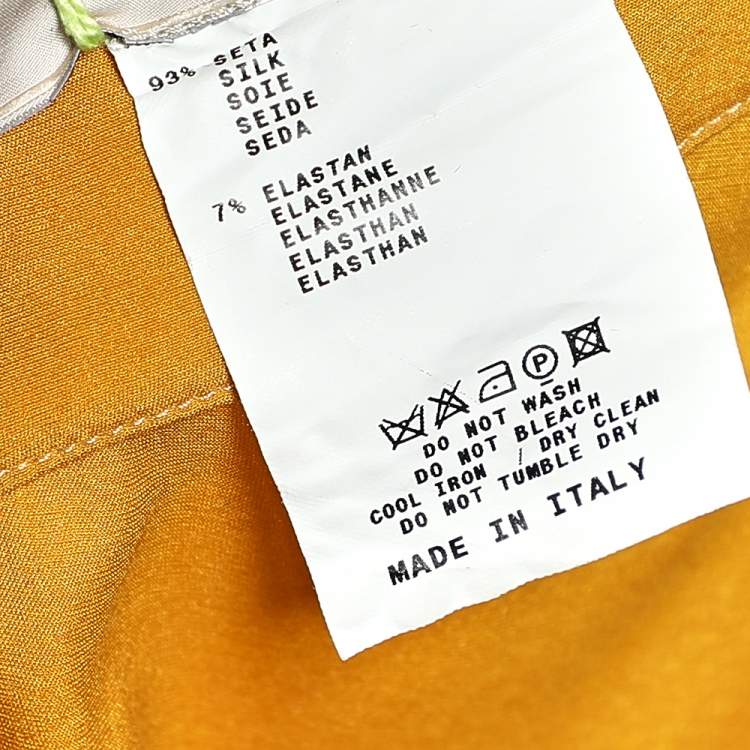 93% SETA
SILK
SOIE
SEIDE
SEDA
7% ELASTAN
ELASTANE
ELASTHANNE
ELASTHAN
ELASTHAN
P
DO NOT WASH
DO NOT BLEACH
COOL IRON / DRY CLEAN
DO NOT TUMBLE DRY
MADE IN ITALY